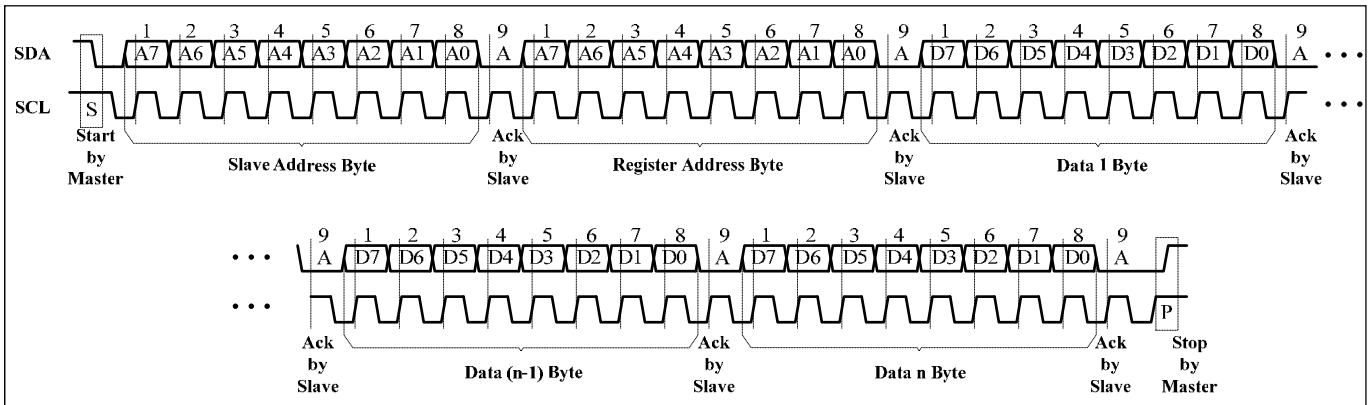 1 2 3 4 5 6 7 8 9 1 2 3 4 5 6 7 8 9 1 2 3 4 5 6 7 8 9
SDA A7 A6 A5 A4 A3 A2 A1 A0 A A7 A6 A5 A4 A3 A2 A1 A0 A D7 D6 D5 D4 D3 D2 D1 D0 A
SCL S
Start by Master
Slave Address Byte
Ack by Slave
Register Address Byte
Ack by Slave
Data 1 Byte
Ack by Slave
9 1 2 3 4 5 6 7 8 9 1 2 3 4 5 6 7 8 9
A D7 D6 D5 D4 D3 D2 D1 D0 A D7 D6 D5 D4 D3 D2 D1 D0 A
P
Ack by Slave
Data (n-1) Byte
Ack by Slave
Data n Byte
Ack by Slave
Stop by Master